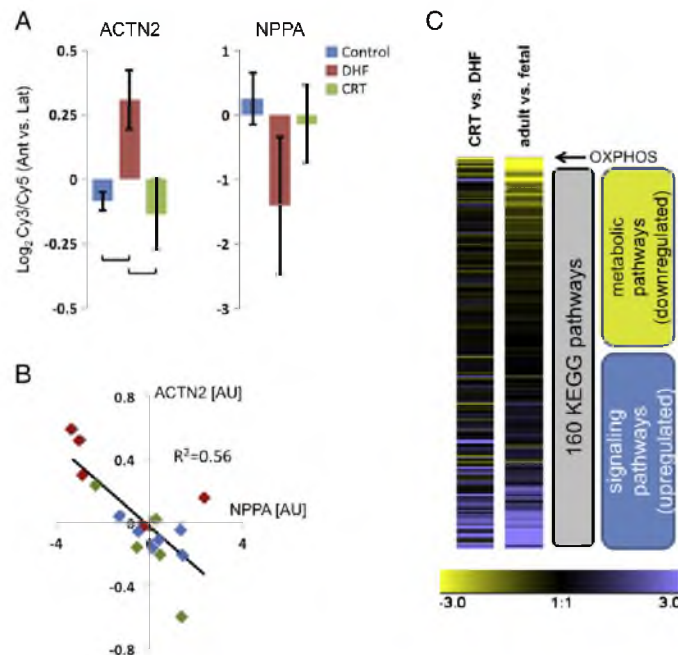 A
ACTN2
NPPA
Control
DHF
CRT
Log2 Cy3/Cy5 (Ant vs. Lat)
0.5
0.25
0
-0.25
-0.5
1
0
-1
-2
-3
B
ACTN2 [AU]
0.8
0.4
R²=0.56
NPPA [AU]
-4
4
-0.4
-0.8
C
CRT vs. DHF
adult vs. fetal
OXPHOS
160 KEGG pathways
metabolic
pathways
(downregulated)
signaling
pathways
(upregulated)
-3.0
1:1
3.0